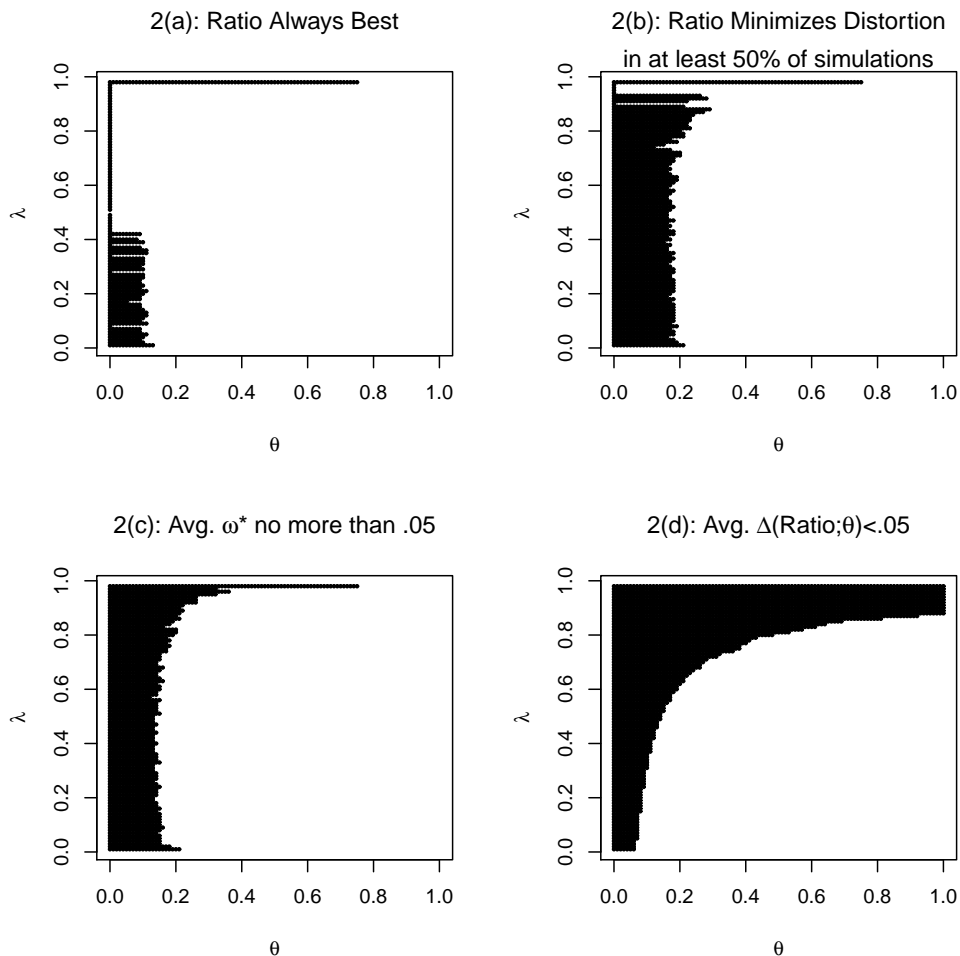 2(a): Ratio Always Best
λ
0.0 0.2 0.4 0.6 0.8 1.0
0.0 0.2 0.4 0.6 0.8 1.0
θ
2(b): Ratio Minimizes Distortion
in at least 50% of simulations
λ
0.0 0.2 0.4 0.6 0.8 1.0
0.0 0.2 0.4 0.6 0.8 1.0
θ
2(c): Avg. ω* no more than .05
λ
0.0 0.2 0.4 0.6 0.8 1.0
0.0 0.2 0.4 0.6 0.8 1.0
θ
2(d): Avg. Δ(Ratio;θ)<.05
λ
0.0 0.2 0.4 0.6 0.8 1.0
0.0 0.2 0.4 0.6 0.8 1.0
θ